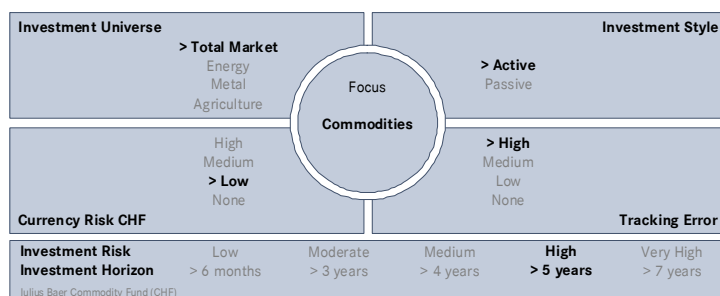 Investment Universe
> Total Market
Energy
Metal
Agriculture
Investment Style
> Active
Passive
Focus
Commodities
High
Medium
> Low
None
Currency Risk CHF
> High
Medium
Low
None
Tracking Error
Investment Risk Low Moderate Medium High Very High
Investment Horizon > 6 months > 3 years > 4 years > 5 years > 7 years
Julius Baer Commodity Fund (CHF)